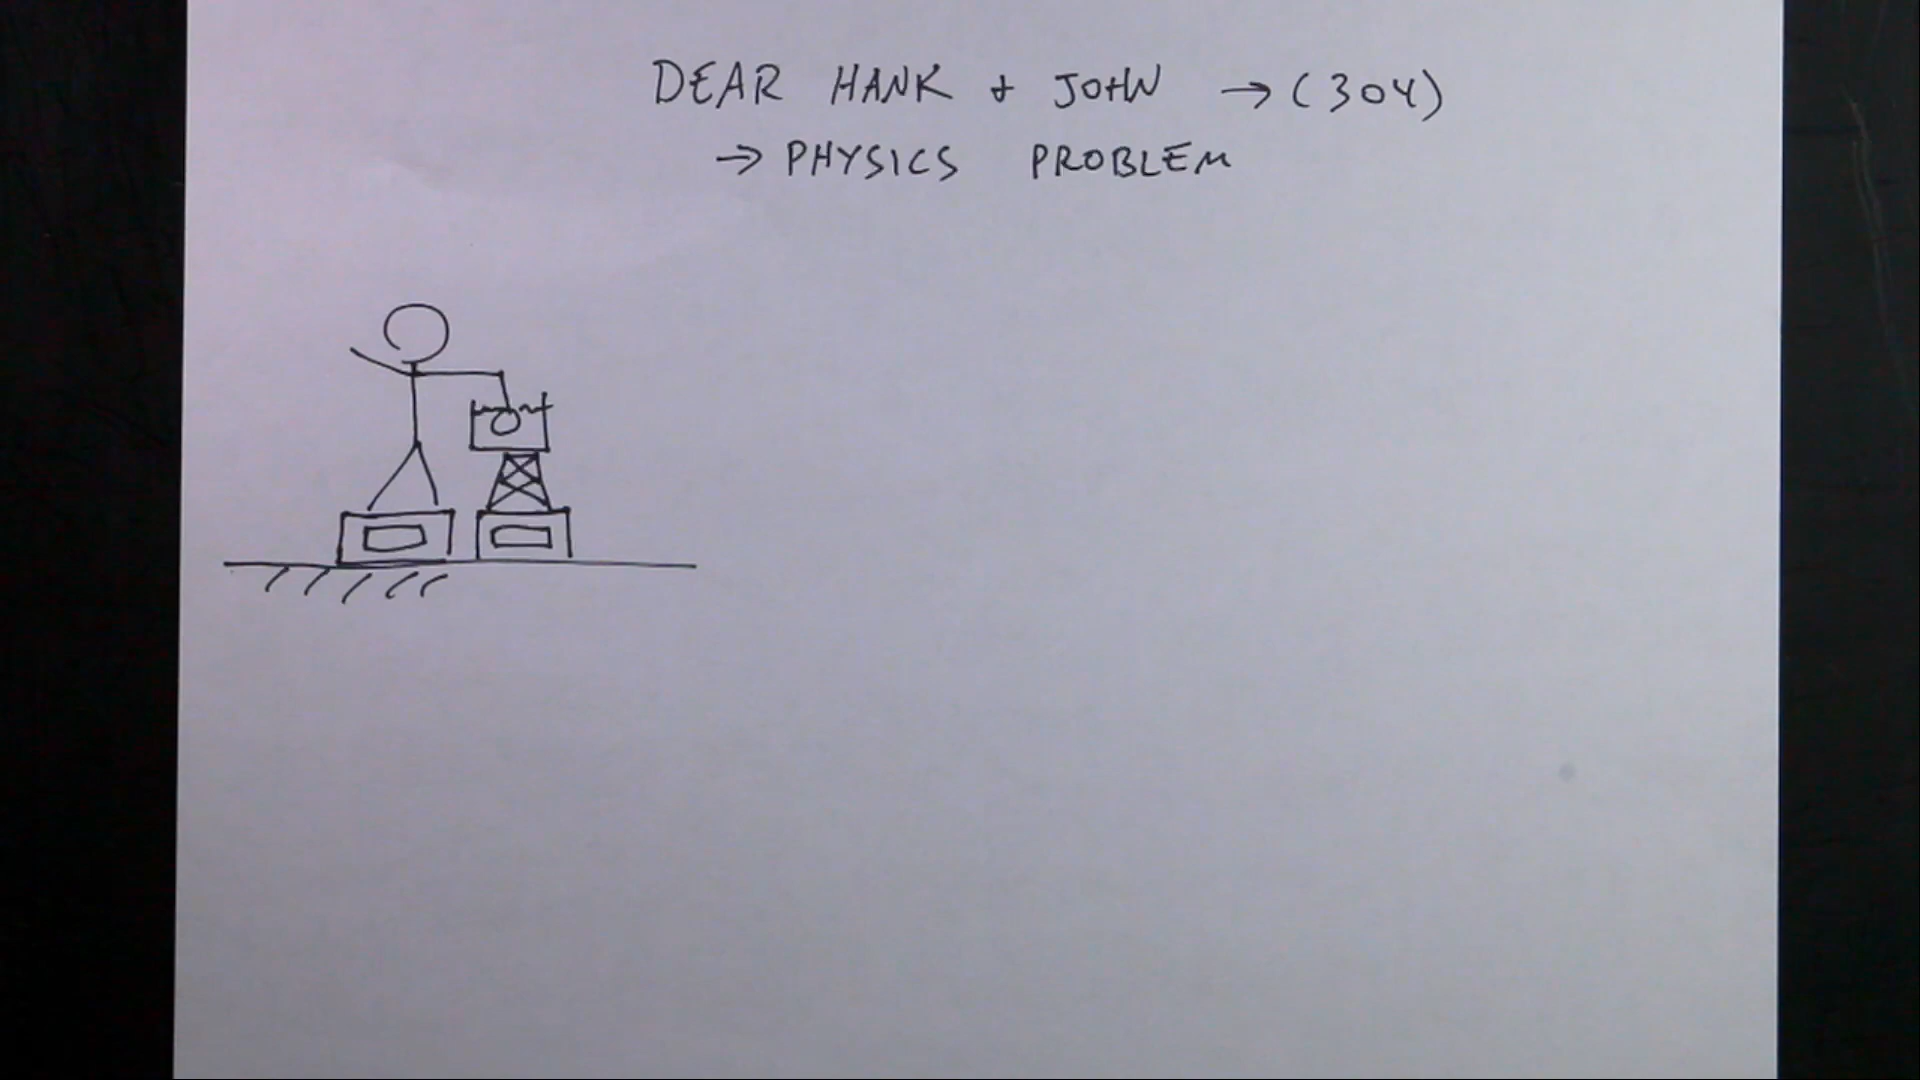 DEAR HANK + JOHN → (304)
→ PHYSICS PROBLEM